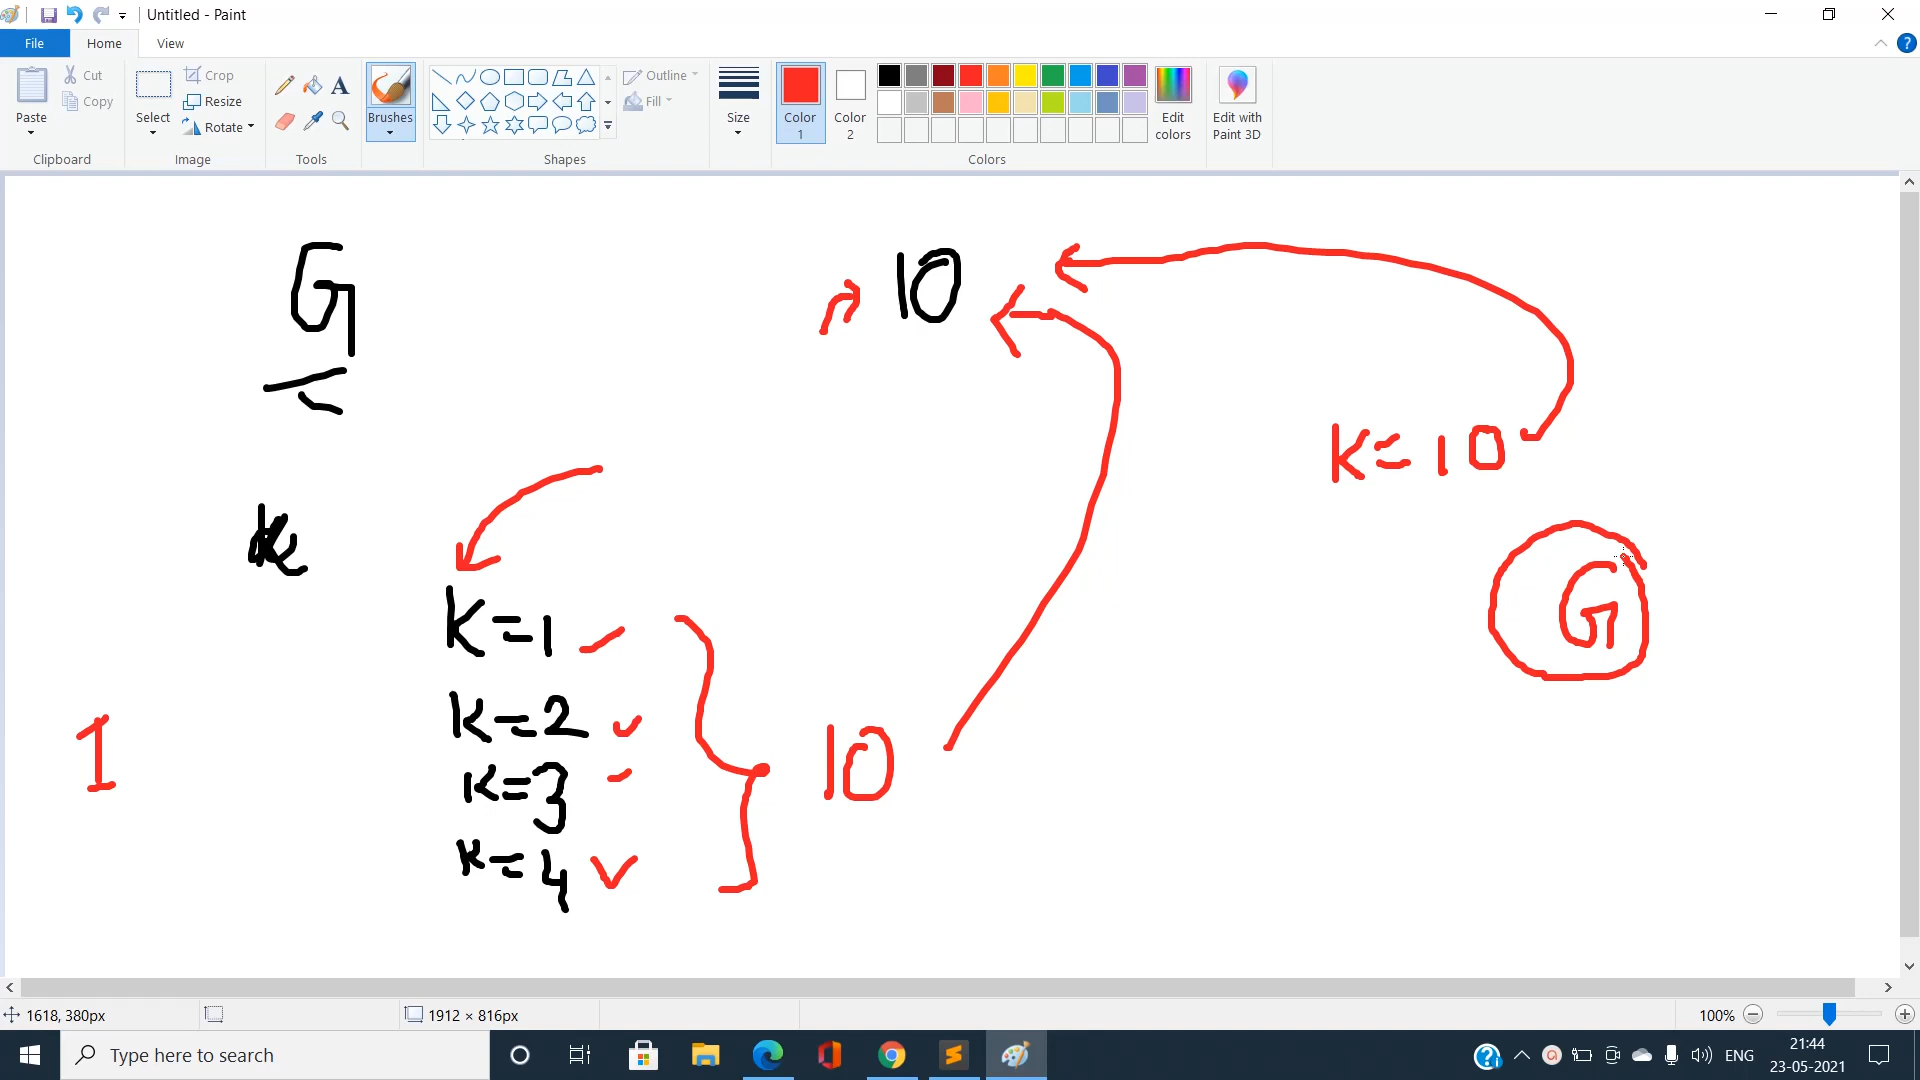 Untitled - Paint
File Home View
Cut
Copy
Paste
Clipboard
Select
Crop
Resize
Rotate
Image
Tools
Brushes
Shapes
Outline
Fill
Size
Color 1
Color 2
Edit colors
Edit with Paint 3D
Colors
G
10
K=10
G
K=1
K=2
K=3
K=4
10
1
1618, 380px
1912 × 816px
100%
Type here to search
ENG
21:44
23-05-2021